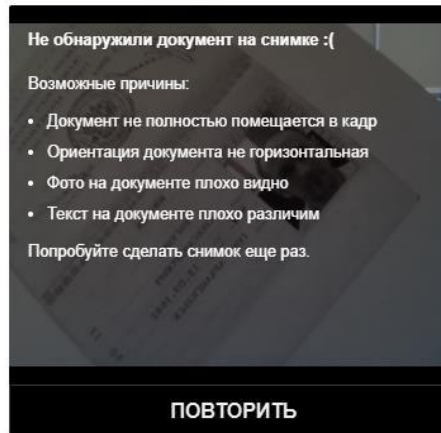 Не обнаружили документ на снимке :(
Возможные причины:
• Документ не полностью помещается в кадр
• Ориентация документа не горизонтальная
• Фото на документе плохо видно
• Текст на документе плохо различим
Попробуйте сделать снимок еще раз.
ПОВТОРИТЬ